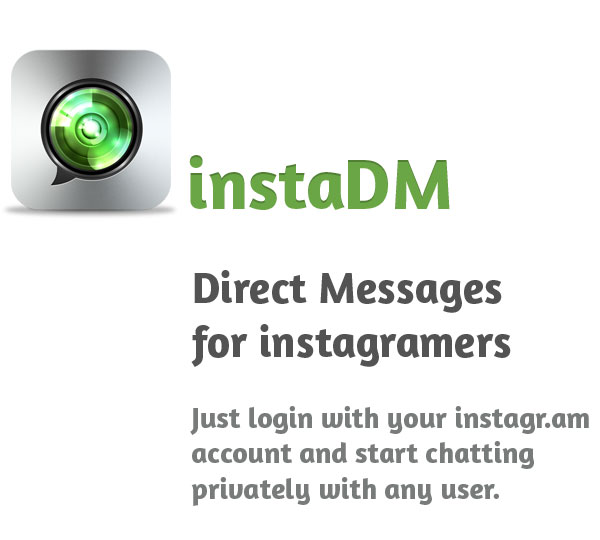 instaDM
Direct Messages
for instagramers
Just login with your instagr.am
account and start chatting
privately with any user.